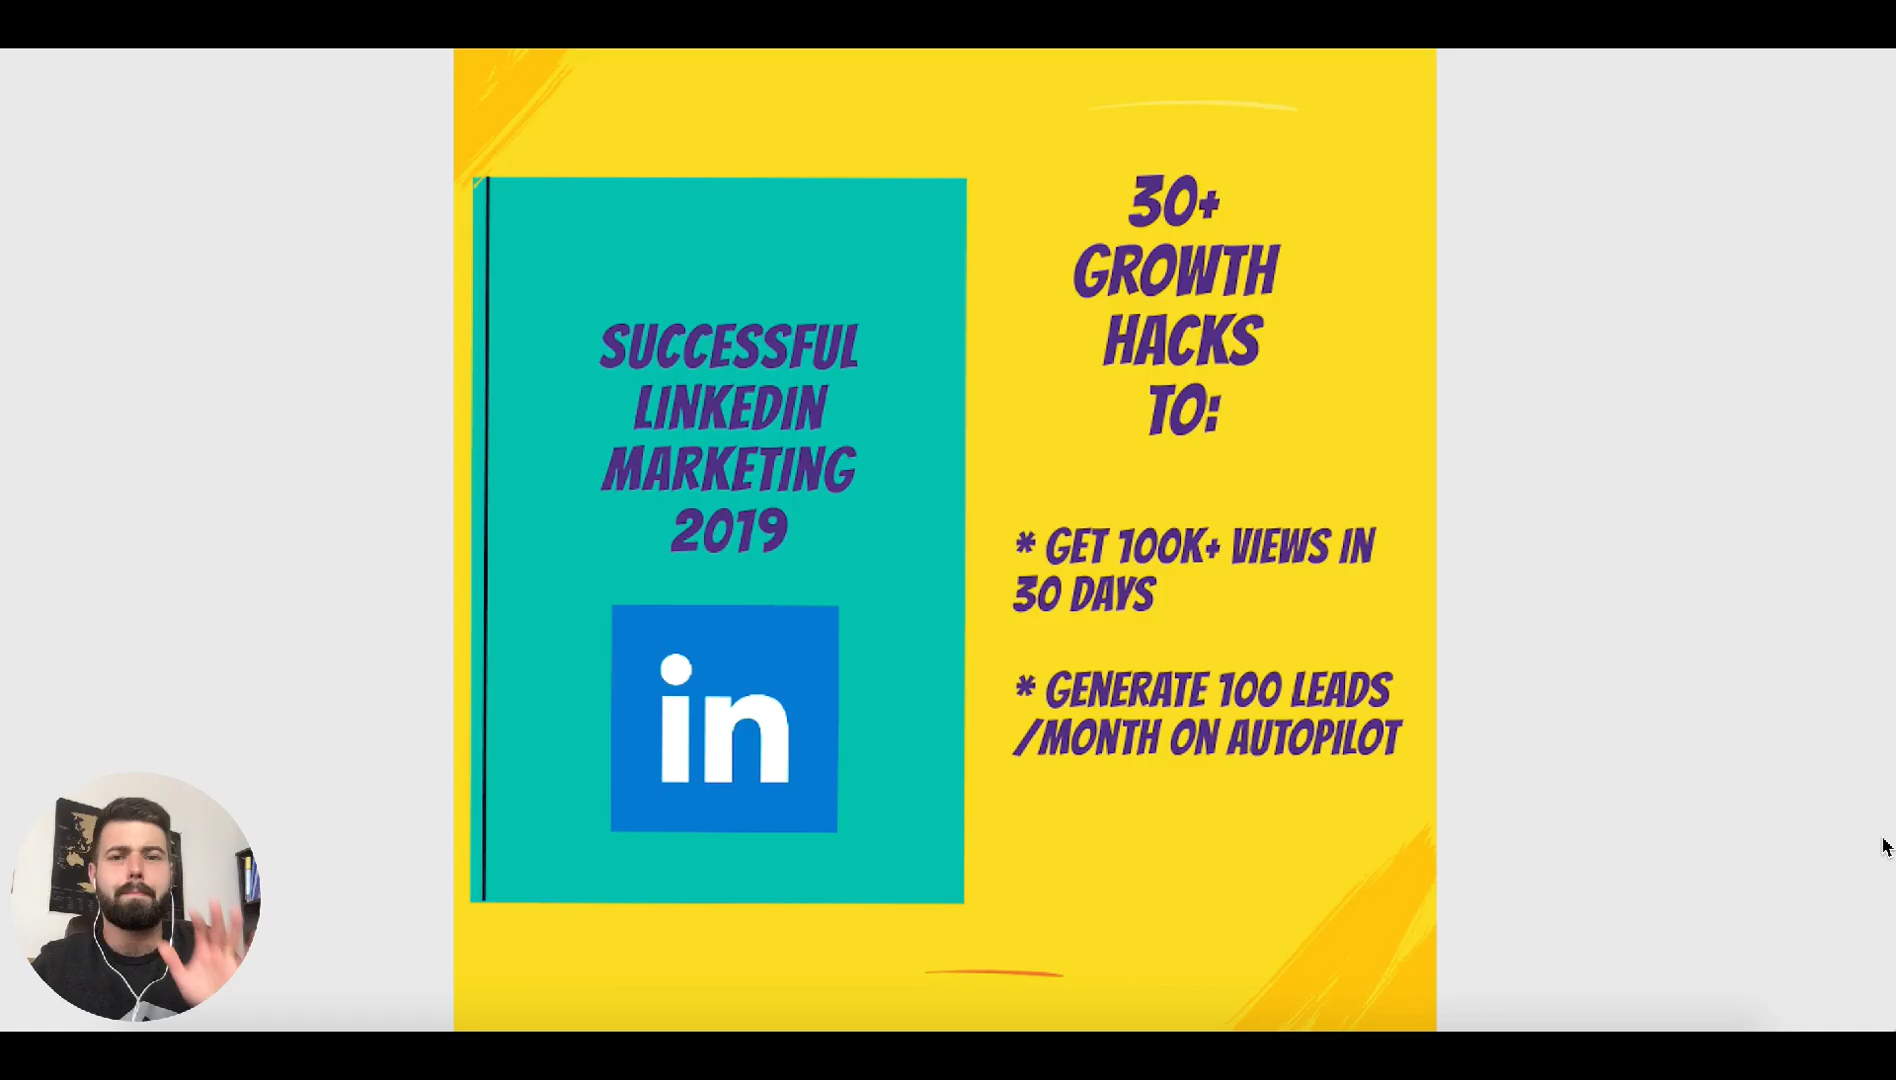 SUCCESSFUL
LINKEDIN
MARKETING
2019
in
30+
GROWTH
HACKS
TO:
* GET 100K+ VIEWS IN
30 DAYS
* GENERATE 100 LEADS
/MONTH ON AUTOPILOT